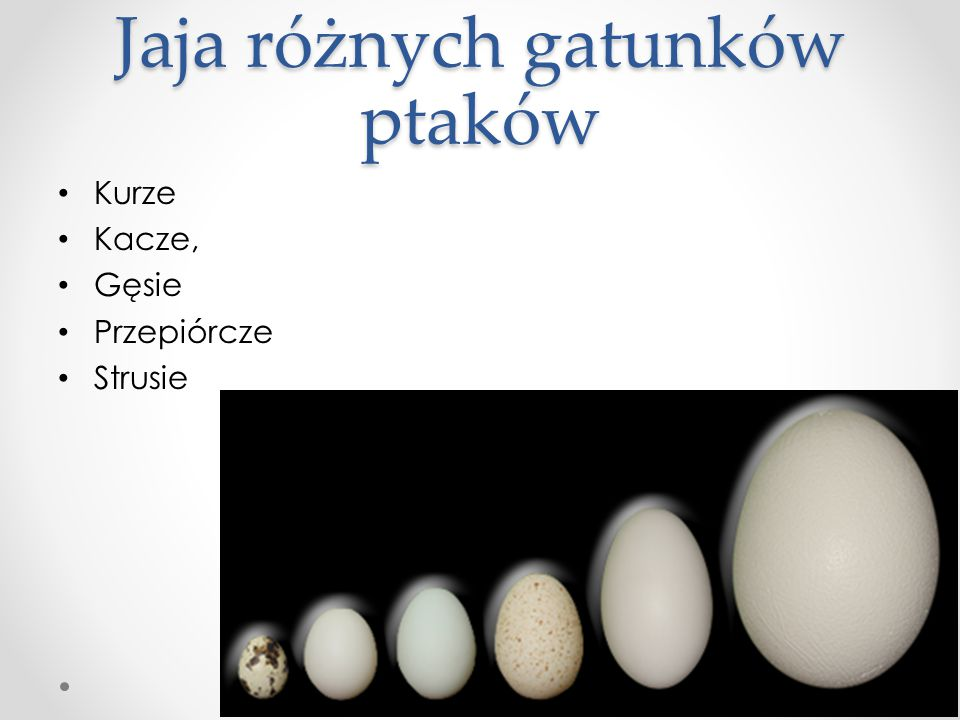 Jaja różnych gatunków
ptaków
• Kurze
• Kacze,
• Gęsie
• Przepiórcze
• Strusie
•